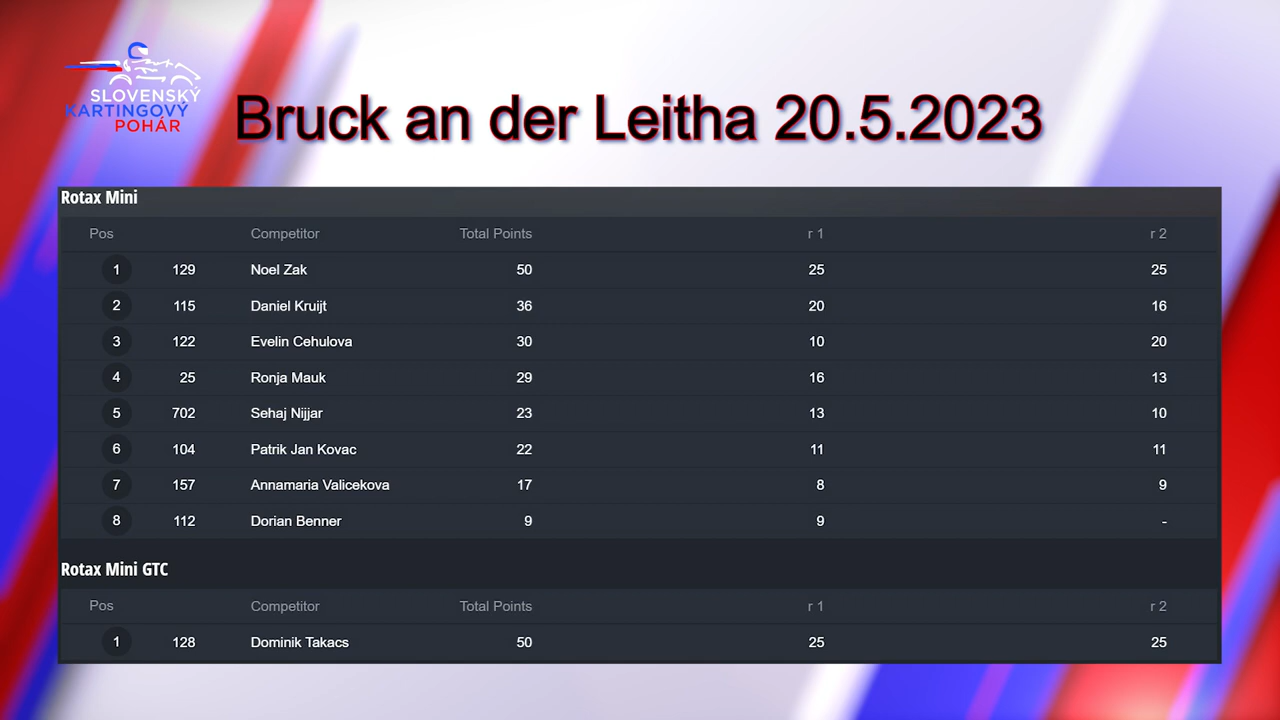 SLOVENSKÝ
KARTINGOVÝ
POHÁR
Bruck an der Leitha 20.5.2023
Rotax Mini
Pos Competitor Total Points r 1 r 2
1 129 Noel Zak 50 25 25
2 115 Daniel Kruijt 36 20 16
3 122 Evelin Cehulova 30 10 20
4 25 Ronja Mauk 29 16 13
5 702 Sehaj Nijjar 23 13 10
6 104 Patrik Jan Kovac 22 11 11
7 157 Annamaria Valicekova 17 8 9
8 112 Dorian Benner 9 9 -
Rotax Mini GTC
Pos Competitor Total Points r 1 r 2
1 128 Dominik Takacs 50 25 25